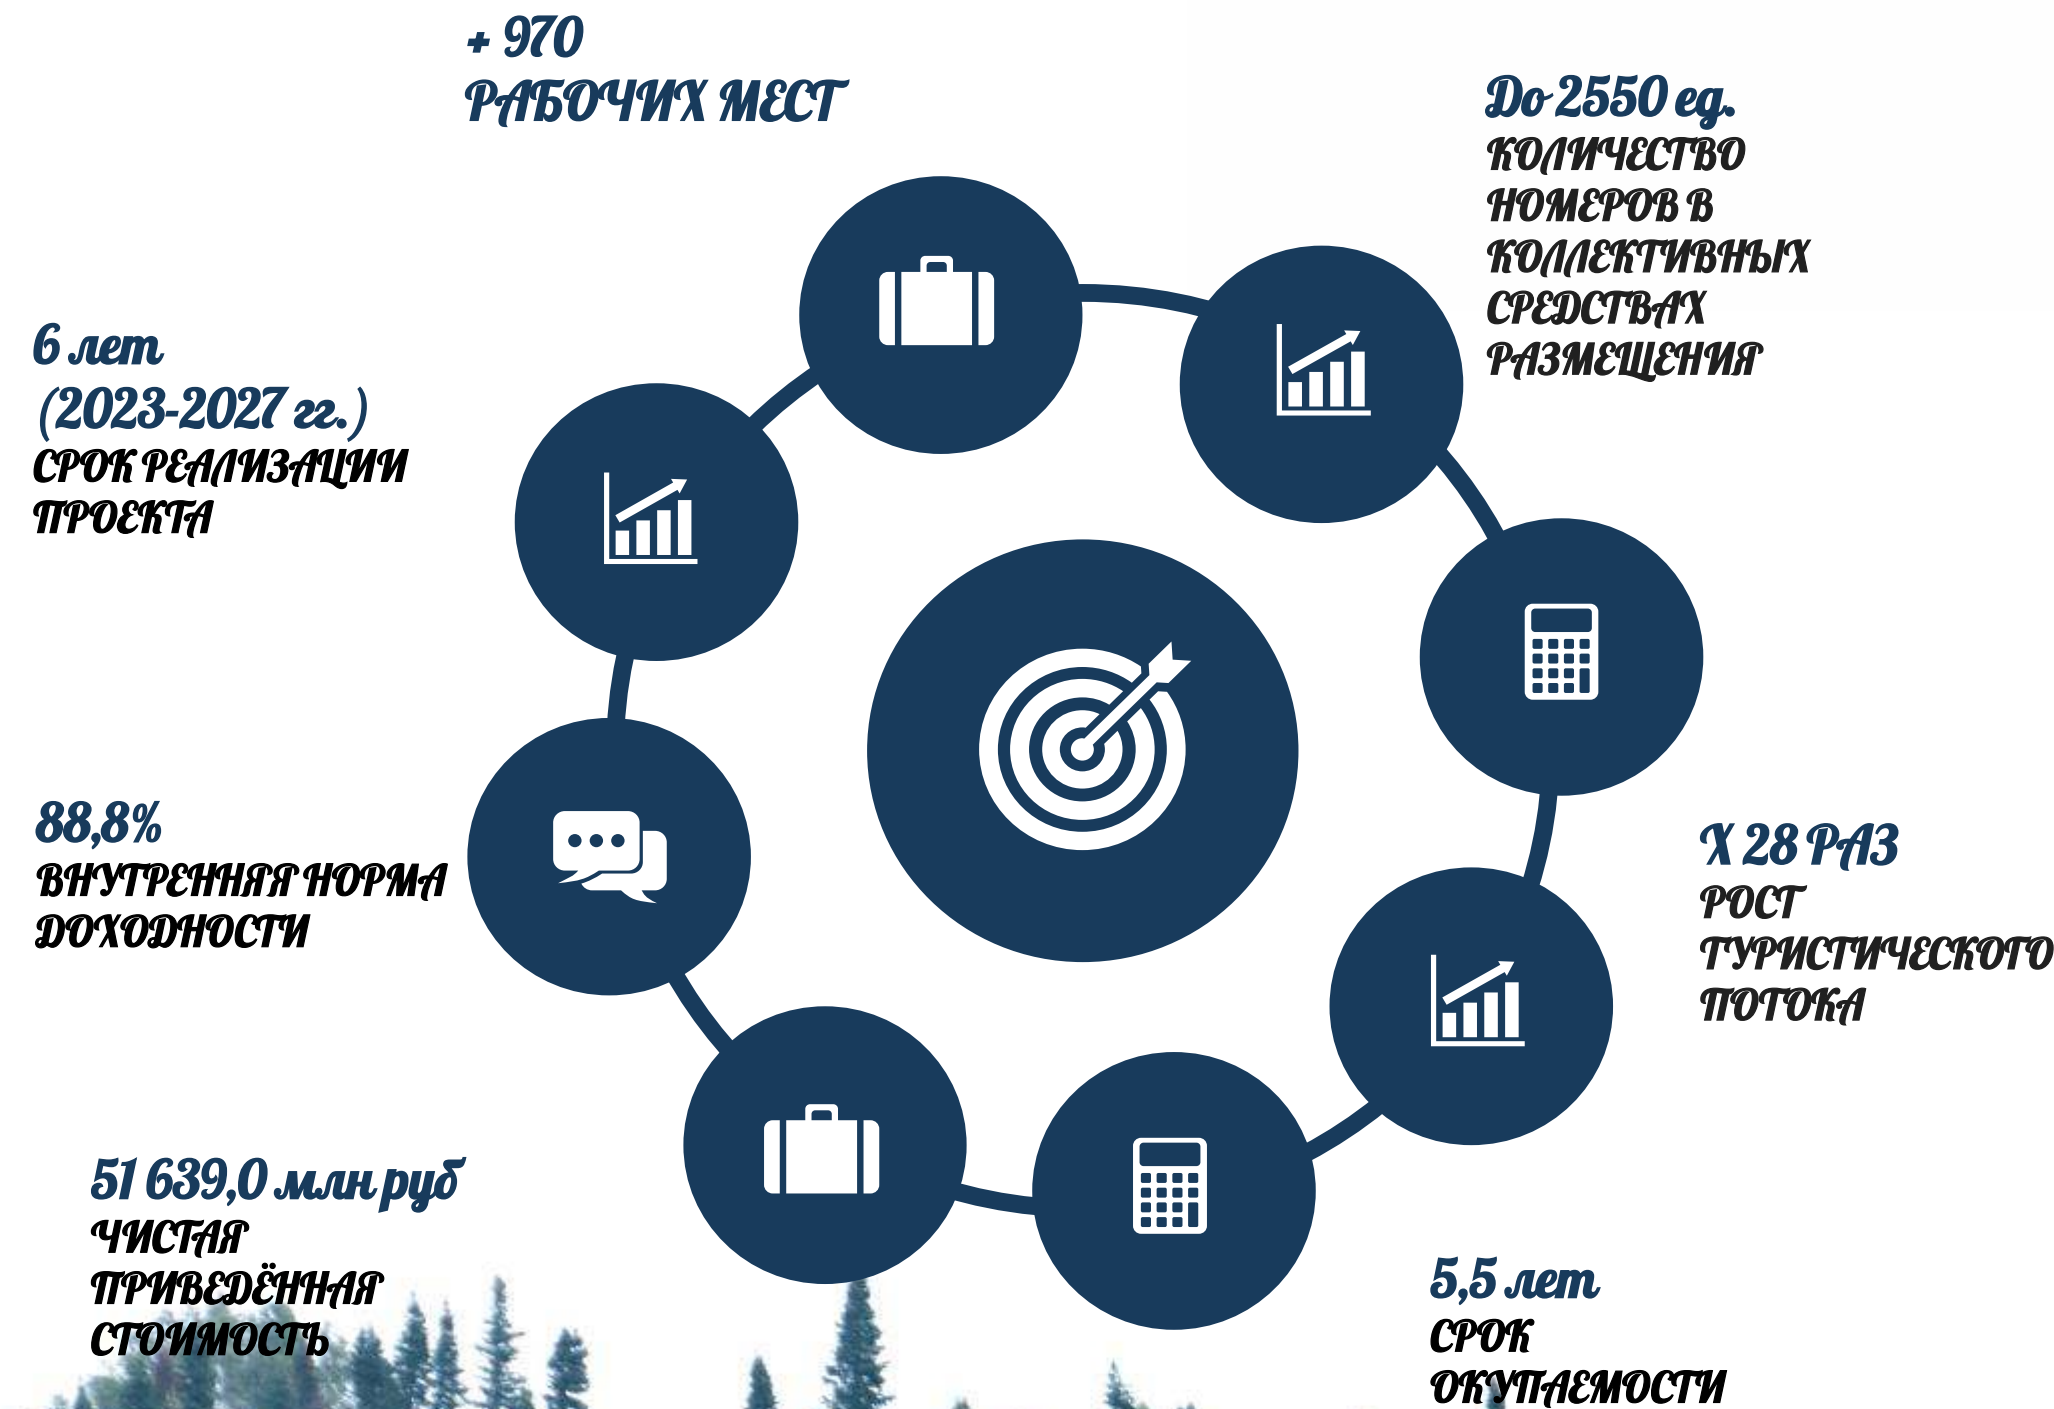 + 970
РАБОЧИХ МЕСТ
До 2550 ед.
КОЛИЧЕСТВО
НОМЕРОВ В
КОЛЛЕКТИВНЫХ
СРЕДСТВАХ
РАЗМЕЩЕНИЯ
6 лет
(2023-2027 гг.)
СРОК РЕАЛИЗАЦИИ
ПРОЕКТА
88,8%
ВНУТРЕННЯЯ НОРМА
ДОХОДНОСТИ
Х 28 РАЗ
РОСТ
ТУРИСТИЧЕСКОГО
ПОТОКА
51 639,0 млн руб
ЧИСТАЯ
ПРИВЕДЁННАЯ
СТОИМОСТЬ
5,5 лет
СРОК
ОКУПАЕМОСТИ